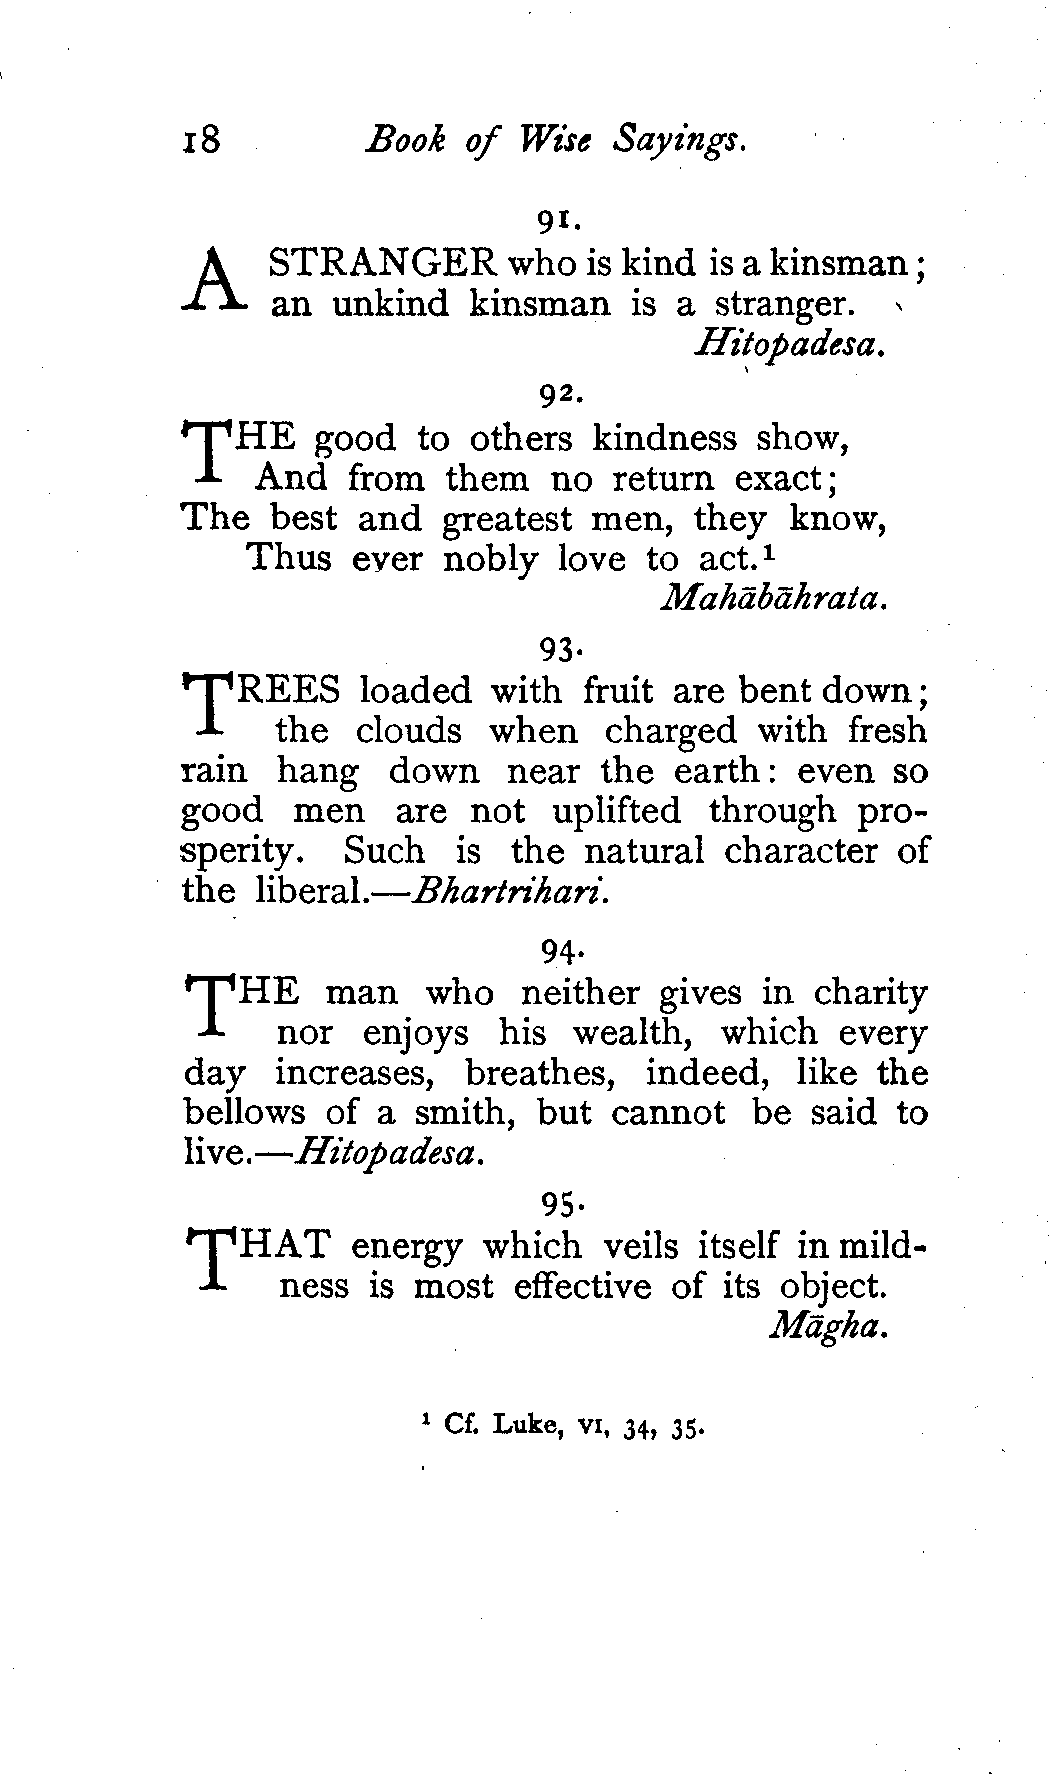 18 Book of Wise Sayings.
91.
A STRANGER who is kind is a kinsman;
an unkind kinsman is a stranger.
Hitopadesa.
92.
THE good to others kindness show,
And from them no return exact;
The best and greatest men, they know,
Thus ever nobly love to act.¹
Mahābāhrata.
93.
TREES loaded with fruit are bent down;
the clouds when charged with fresh
rain hang down near the earth: even so
good men are not uplifted through pro-
sperity. Such is the natural character of
the liberal.—Bhartrihari.
94.
THE man who neither gives in charity
nor enjoys his wealth, which every
day increases, breathes, indeed, like the
bellows of a smith, but cannot be said to
live.—Hitopadesa.
95.
THAT energy which veils itself in mild-
ness is most effective of its object.
Māgha.
¹ Cf. Luke, VI, 34, 35.